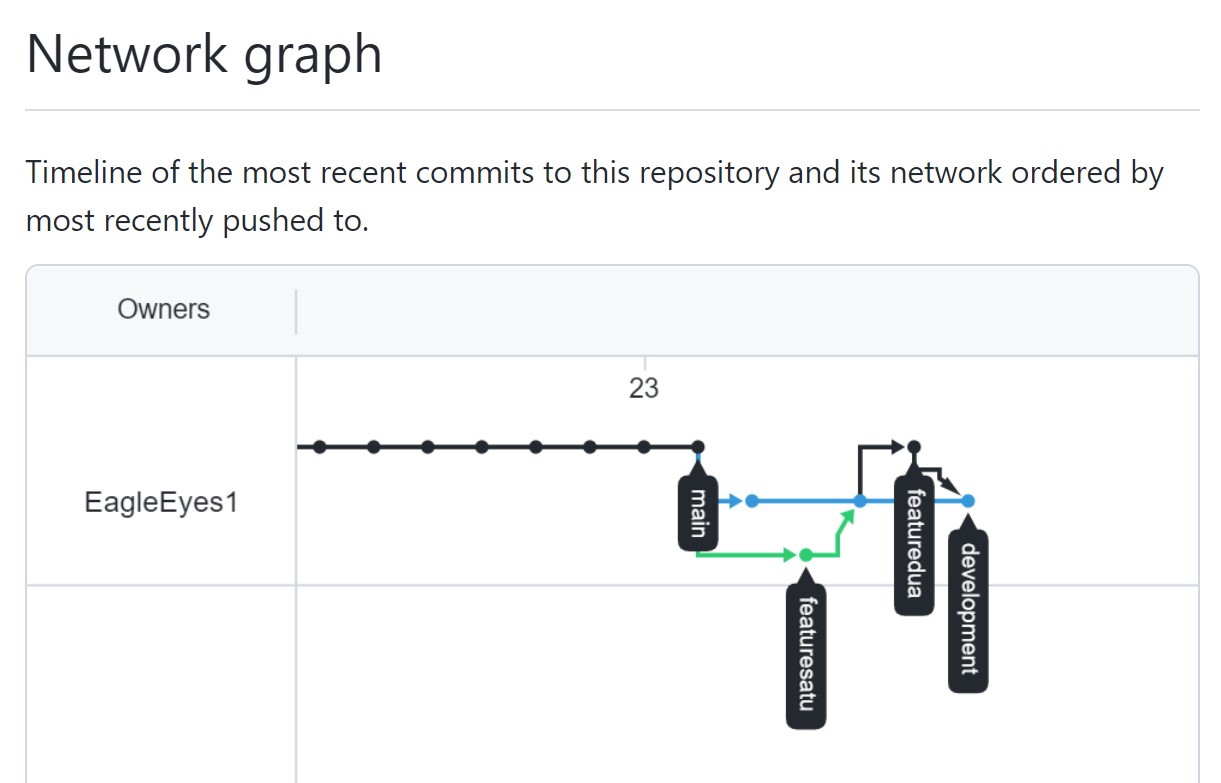 Network graph
Timeline of the most recent commits to this repository and its network ordered by
most recently pushed to.
Owners
23
EagleEyes1
main
featuresatu
featuredua
development